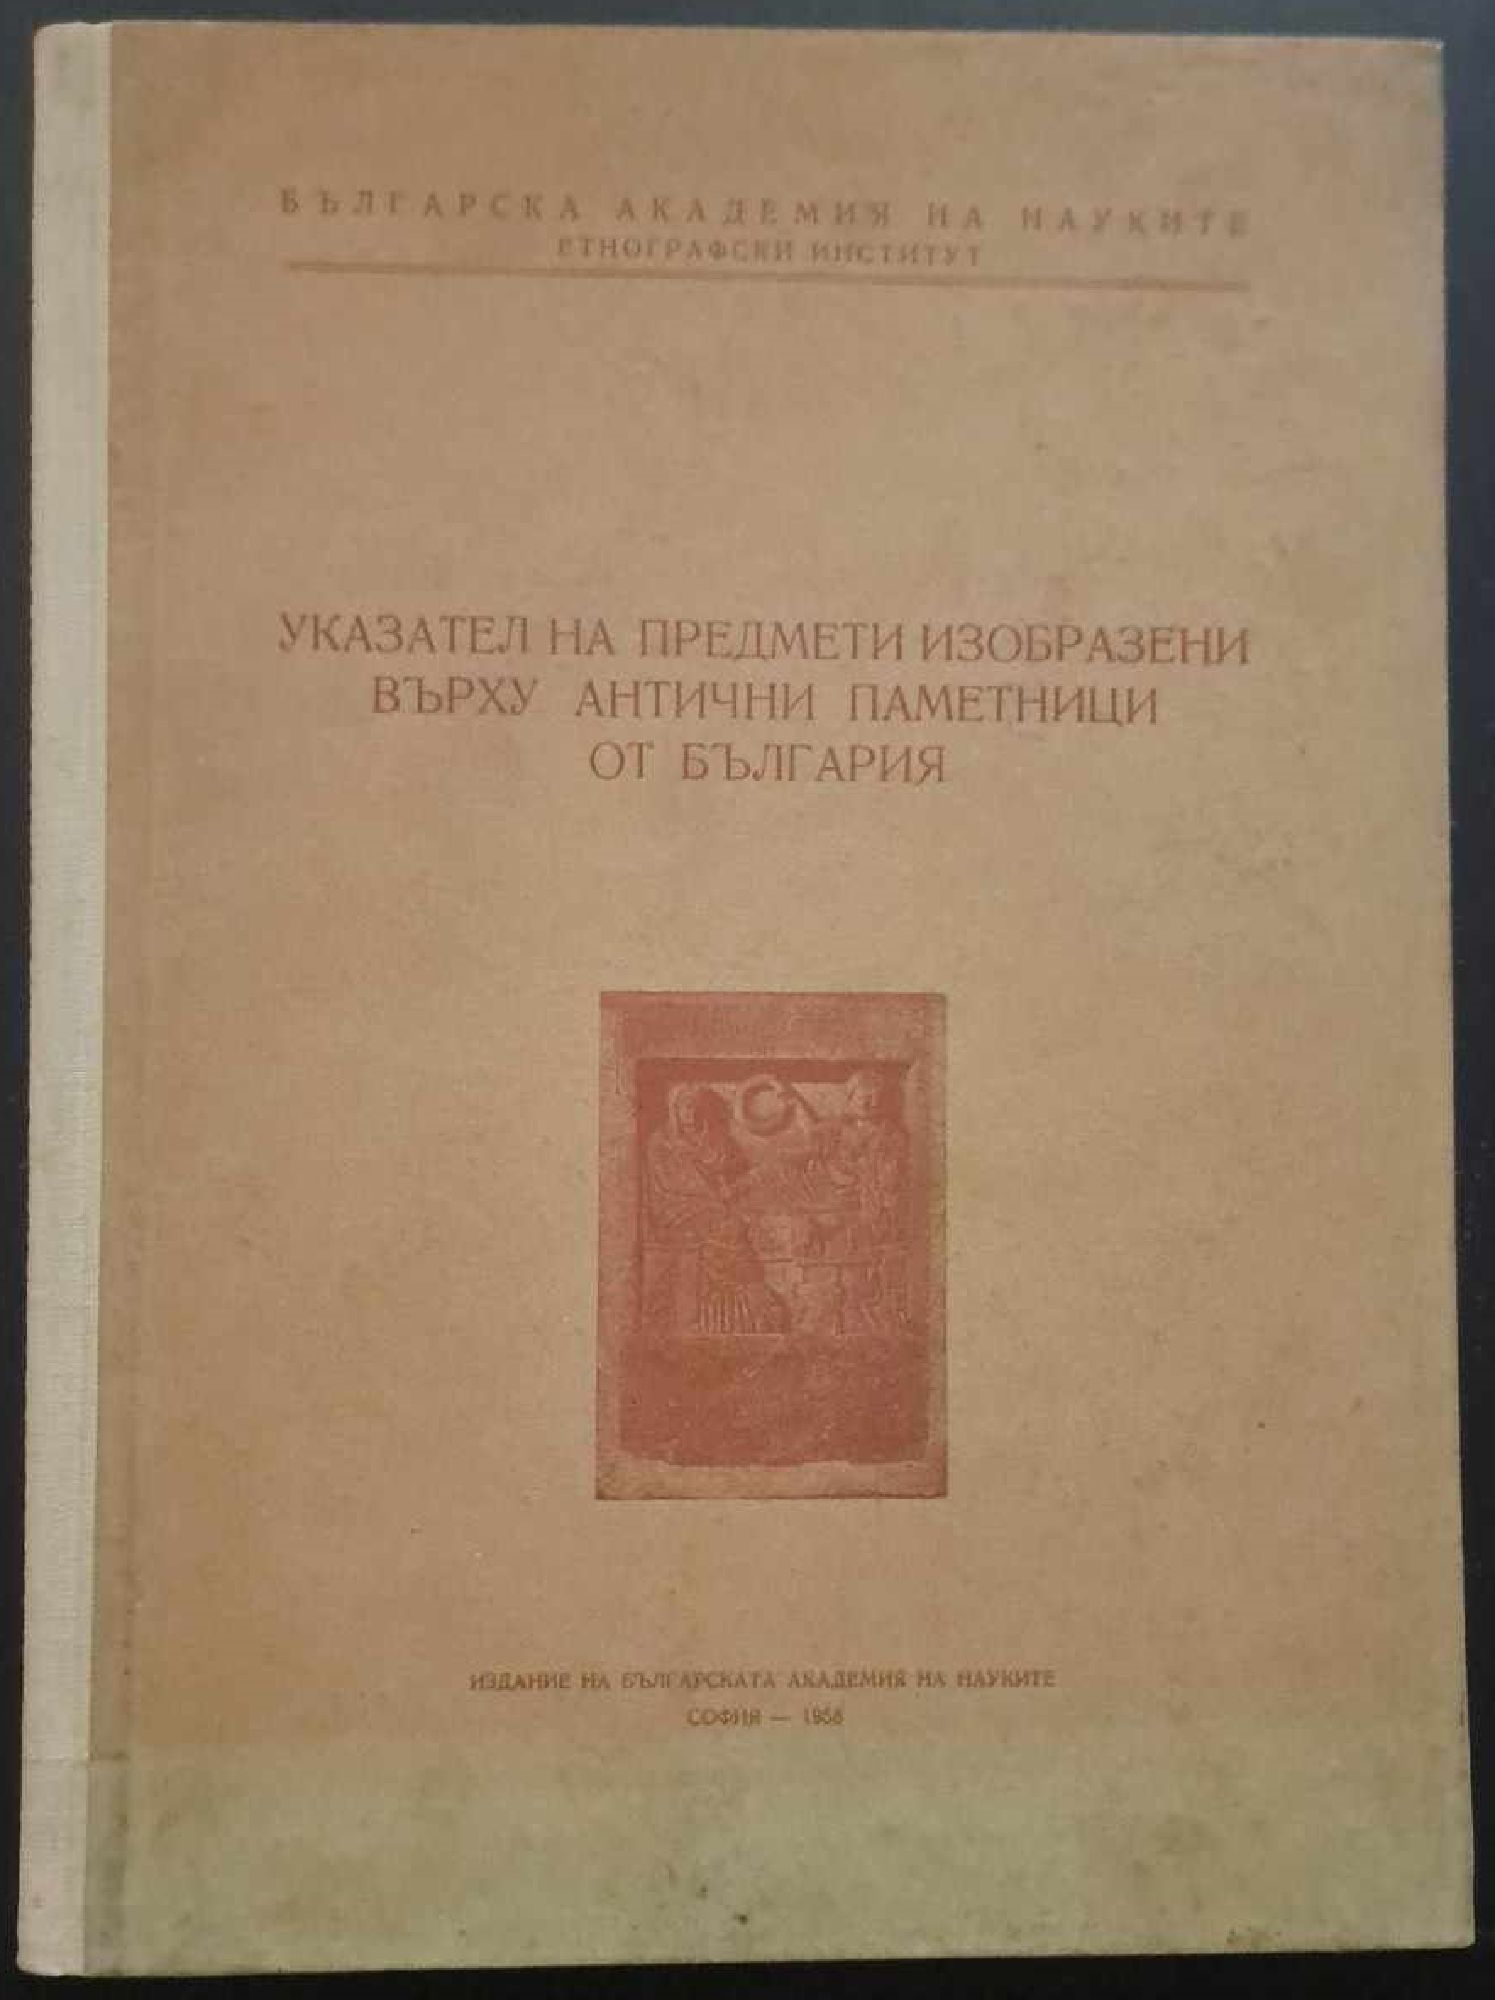 БЪЛГАРСКА АКАДЕМИЯ НА НАУКИТЕ
ЕТНОГРАФСКИ ИНСТИТУТ
УКАЗАТЕЛ НА ПРЕДМЕТИ ИЗОБРАЗЕНИ
ВЪРХУ АНТИЧНИ ПАМЕТНИЦИ
ОТ БЪЛГАРИЯ
ИЗДАНИЕ НА БЪЛГАРСКАТА АКАДЕМИЯ НА НАУКИТЕ
СОФИЯ —